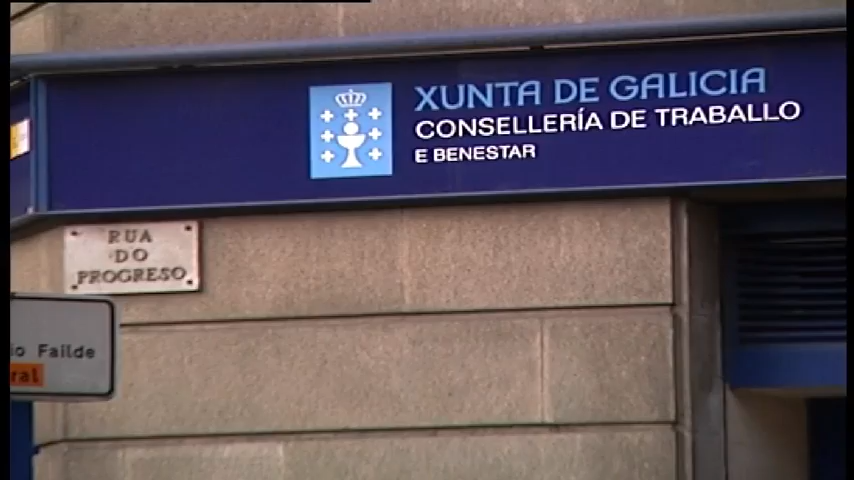 XUNTA DE GALICIA
CONSELLERÍA DE TRABALLO
E BENESTAR
RUA
DO
PROGRESO
Failde